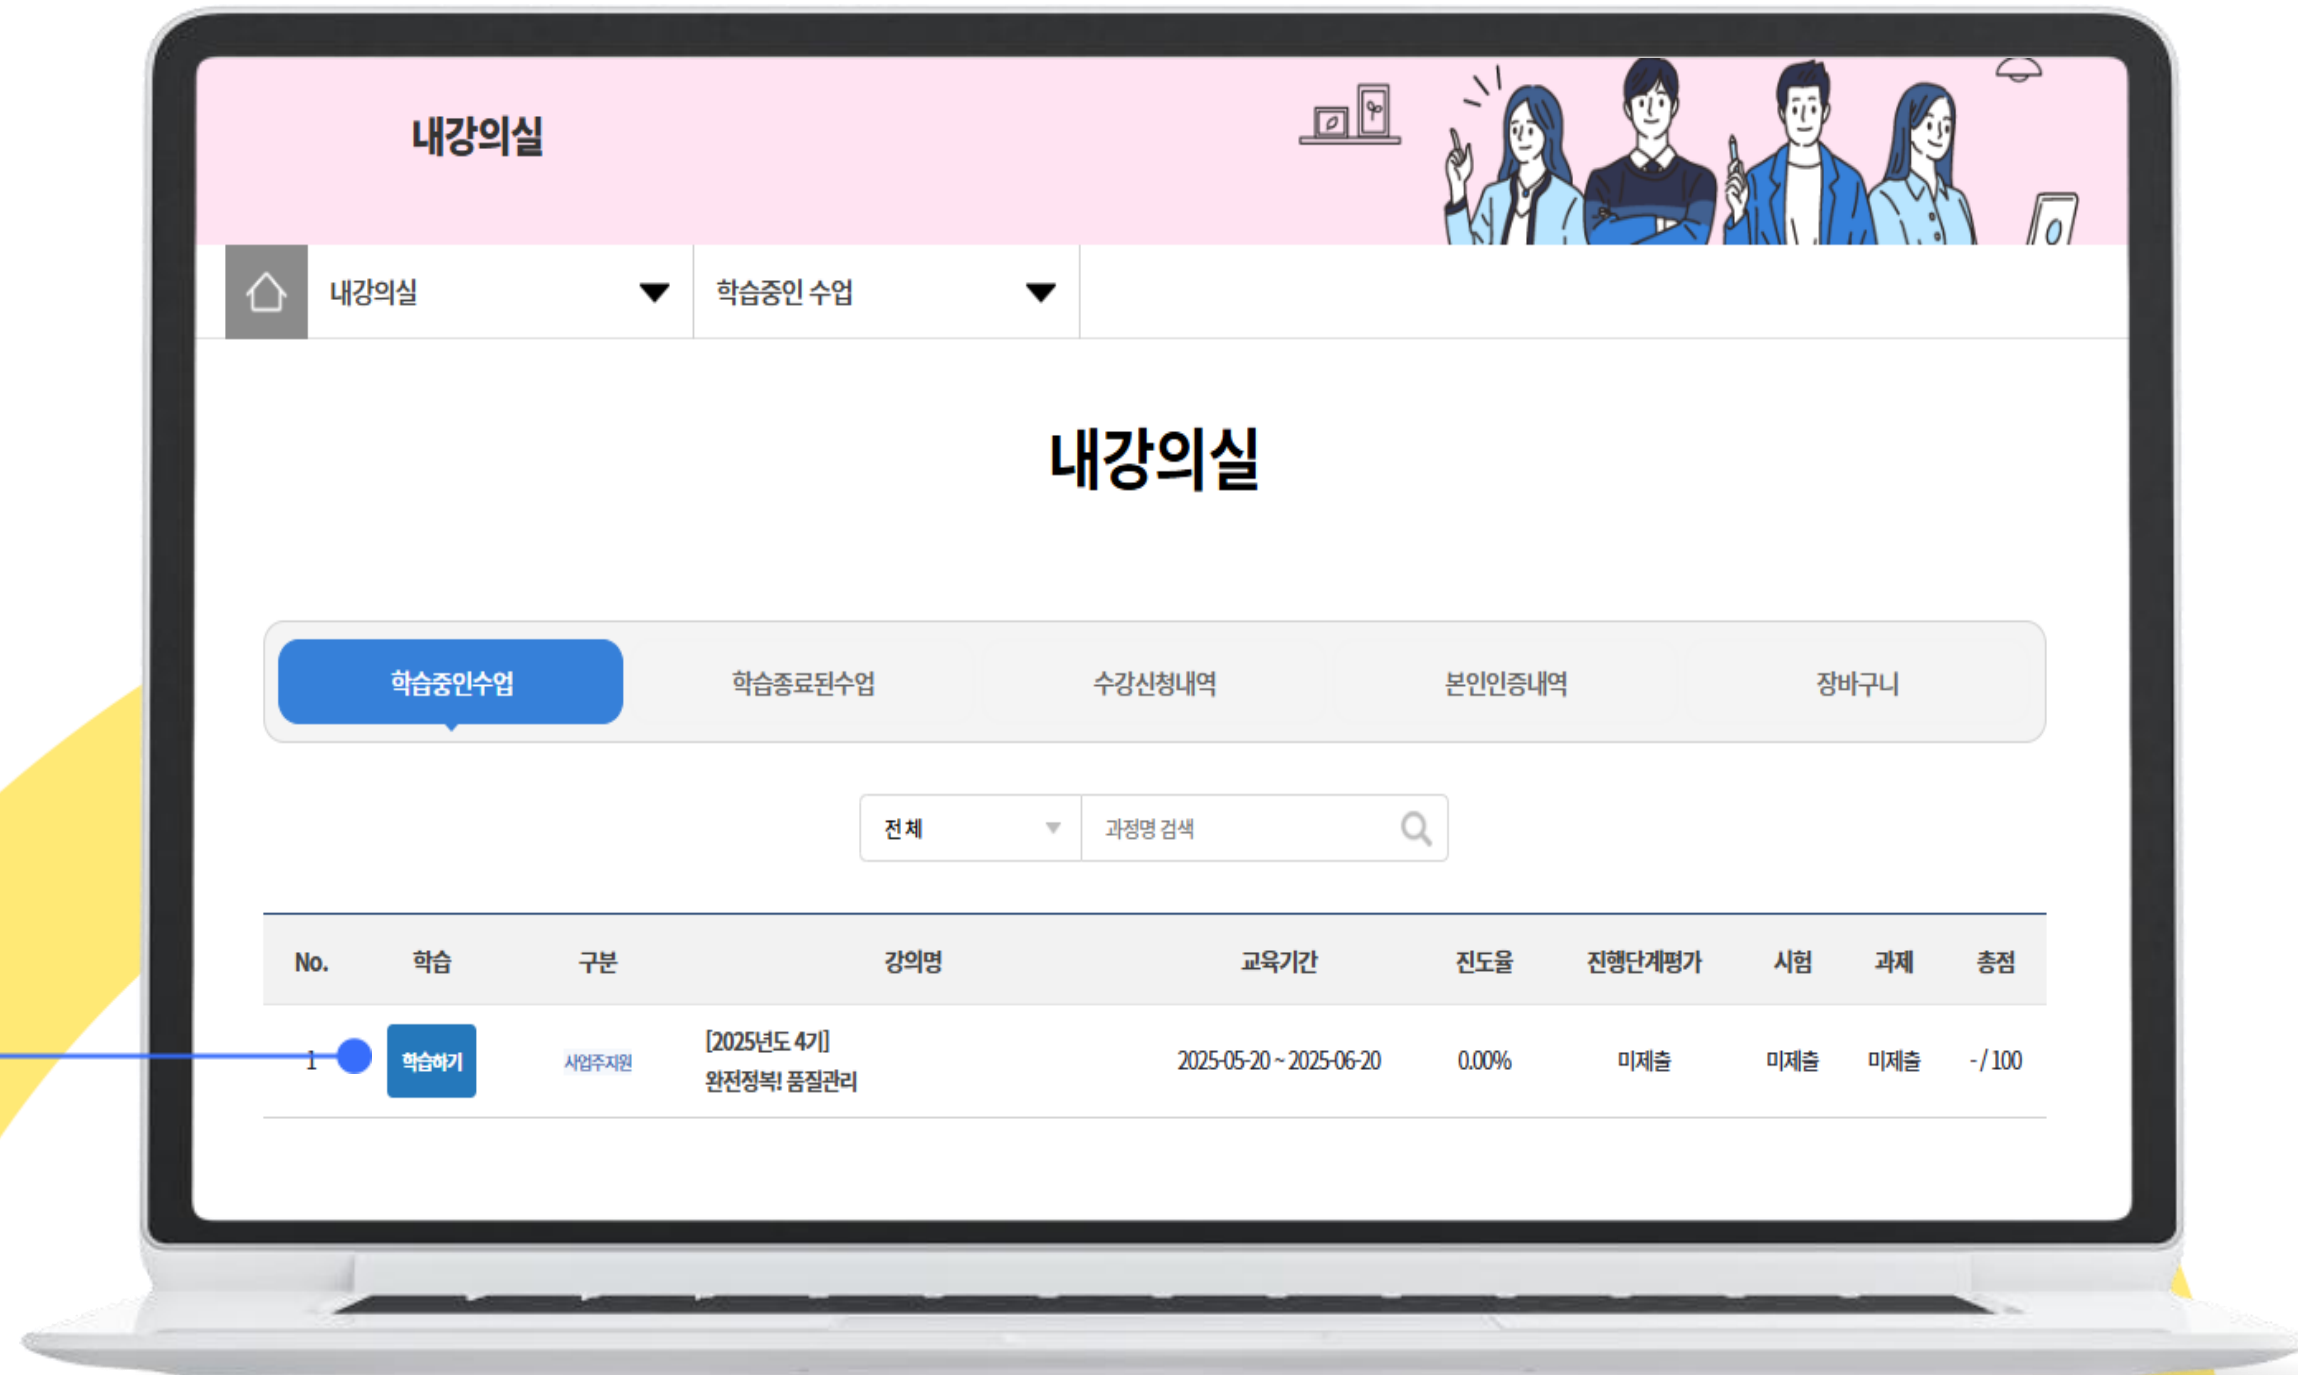 내강의실
내강의실 학습중인 수업
내강의실
학습중인수업 학습종료된수업 수강신청내역 본인인증내역 장바구니
전체 과정명 검색
No. 학습 구분 강의명 교육기간 진도율 진행단계평가 시험 과제 총점
1 학습하기 사업주지원 [2025년도 4기] 2025-05-20 ~ 2025-06-20 0.00% 미제출 미제출 미제출 - / 100
완전정복! 품질관리